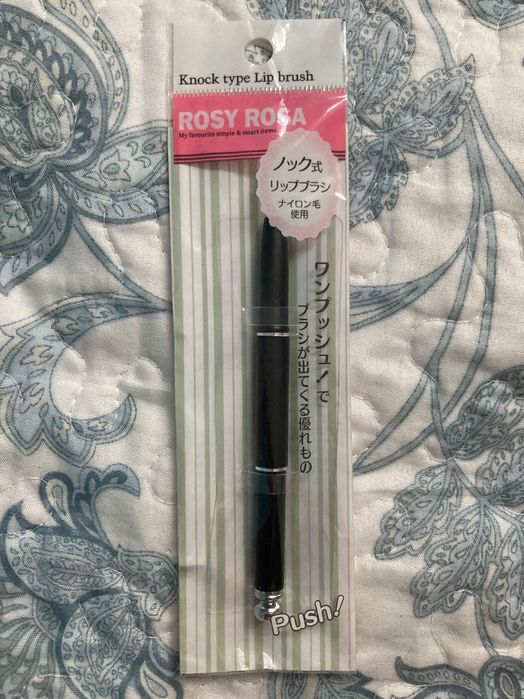 Knock type Lip brush
ROSY ROSA
My favourite simple & smart items.
ノック式
リップブラシ
ナイロン毛
使用
ワンプッシュ!で
ブラシが出てくる優れもの
Push!